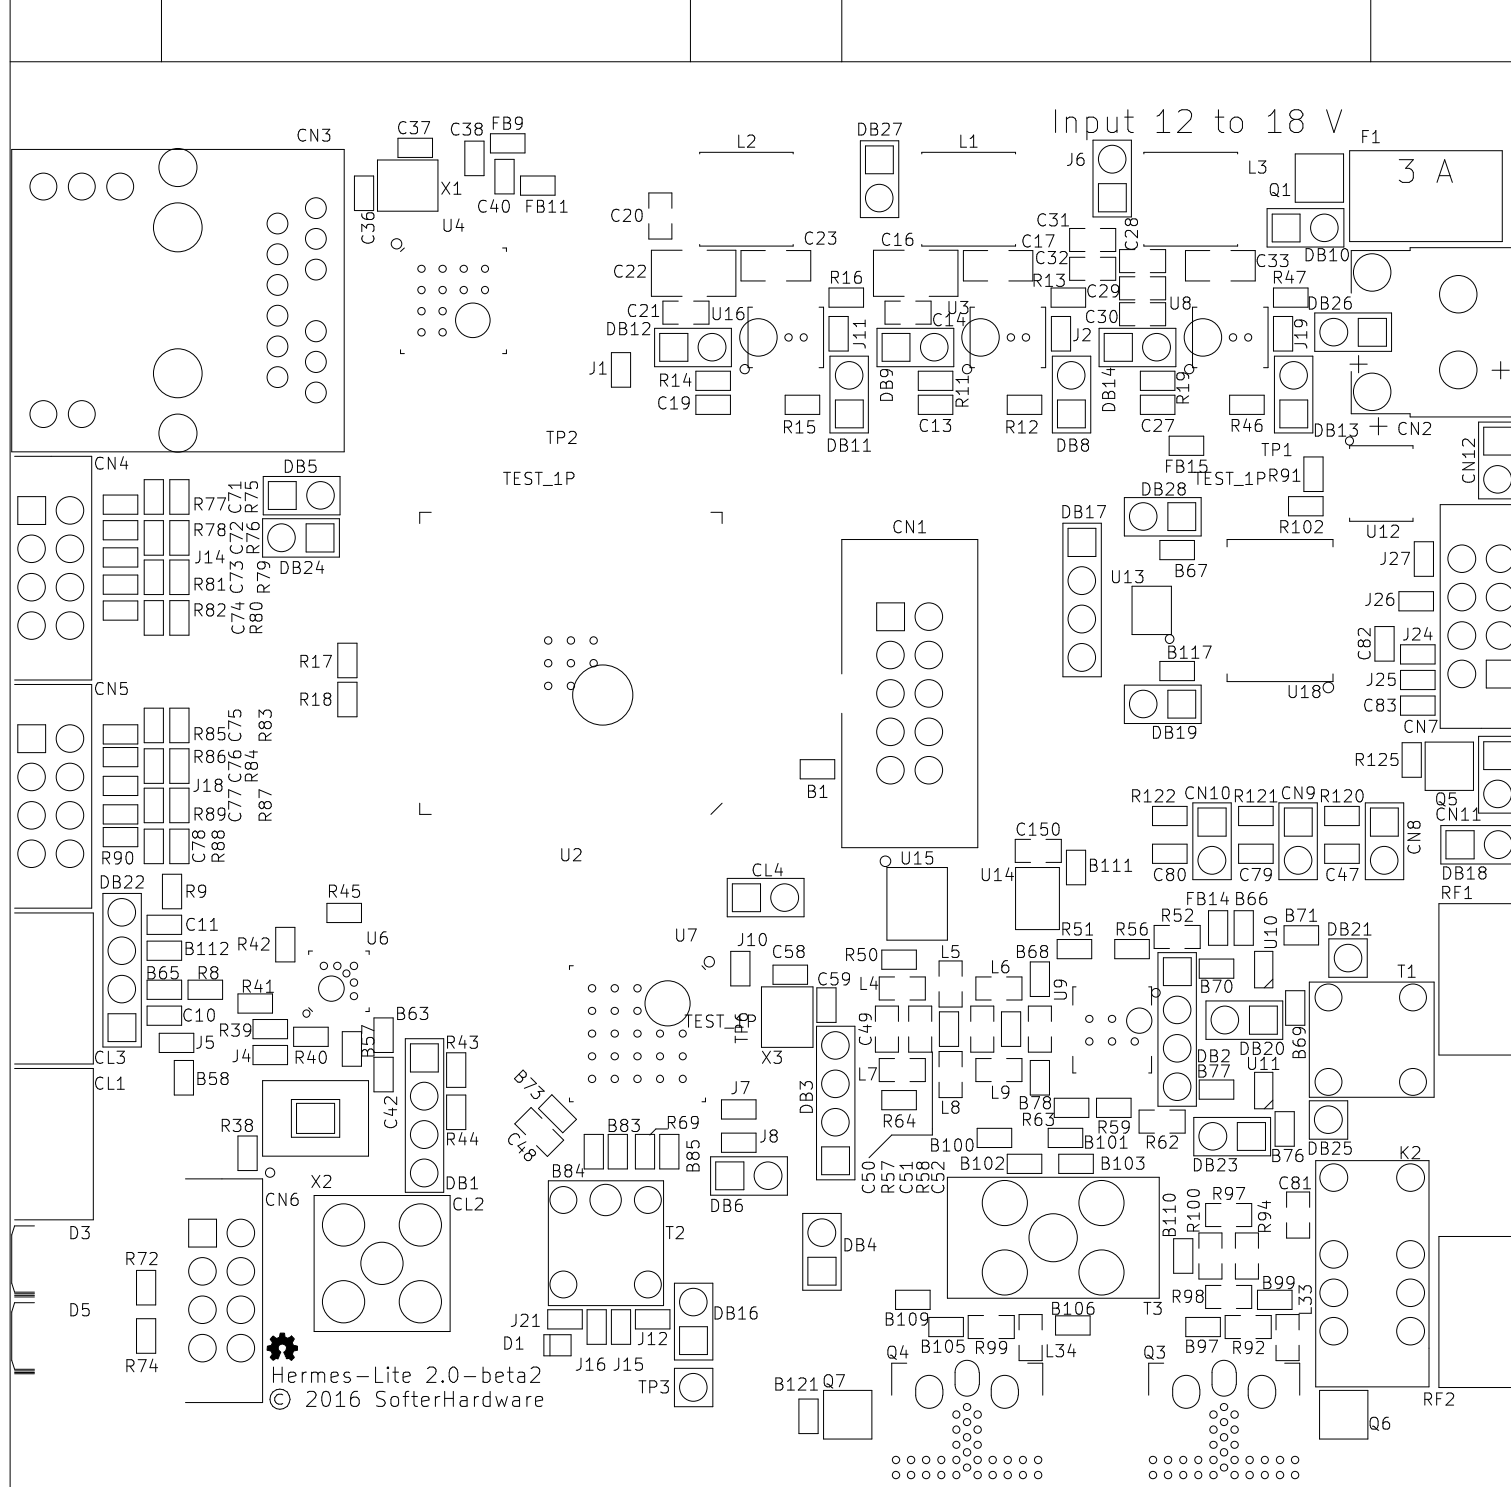 Input 12 to 18 V
CN3
C37
C38
FB9
L2
DB27
L1
J6
L3
F1
3 A
Q1
X1
C36
U4
C40
FB11
C20
C23
C16
C31
C17
C28
C32
C33
DB10
C22
R16
R13
C29
R47
C21
U16
U3
C14
U8
C30
DB26
DB12
J11
J2
J19
J1
R14
C19
DB9
R11
DB14
R19
R15
DB11
C13
R12
DB8
C27
R46
DB13
CN2
TP2
TEST_1P
FB15
TP1
TEST_1P
R91
CN12
CN4
DB5
R77
C71
R75
R78
C72
R76
J14
DB24
R81
C73
R79
R82
C74
R80
CN1
DB17
DB28
R102
U12
B67
U13
J27
J26
C82
J24
B117
J25
U18
C83
DB19
CN7
R17
R18
CN5
R85
C75
R83
R86
C76
R84
J18
R89
C77
R87
R90
C78
R88
B1
R125
Q5
R122
CN10
R121
CN9
R120
CN8
CN11
U2
C150
U15
U14
B111
C80
C79
C47
DB18
DB22
R9
R45
CL4
RF1
C11
B112
R42
U6
U7
J10
C58
R50
L5
R51
B68
R56
R52
FB14
B66
U10
B71
DB21
B65
R8
R41
C59
L4
L6
U9
B70
T1
C10
R39
J5
J4
R40
B57
B63
TEST_1P
TP6
X3
C49
DB20
B69
CL3
CL1
B58
R43
C42
B73
J7
DB3
L7
L8
L9
R64
B78
R63
R59
R62
DB2
B77
U11
R38
R44
C48
B83
R69
B85
J8
B100
B101
B102
B103
DB23
B76
DB25
K2
X2
DB1
CL2
CN6
B84
DB6
C50
R57
C51
R58
C52
B110
R100
R97
R94
C81
D3
R72
T2
DB4
D5
DB16
T3
R98
B99
L33
B109
B106
R74
J21
D1
J12
J16
J15
B105
R99
L34
B97
R92
Q4
Q3
Hermes-Lite 2.0-beta2
© 2016 SofterHardware
TP3
B121
Q7
RF2
Q6